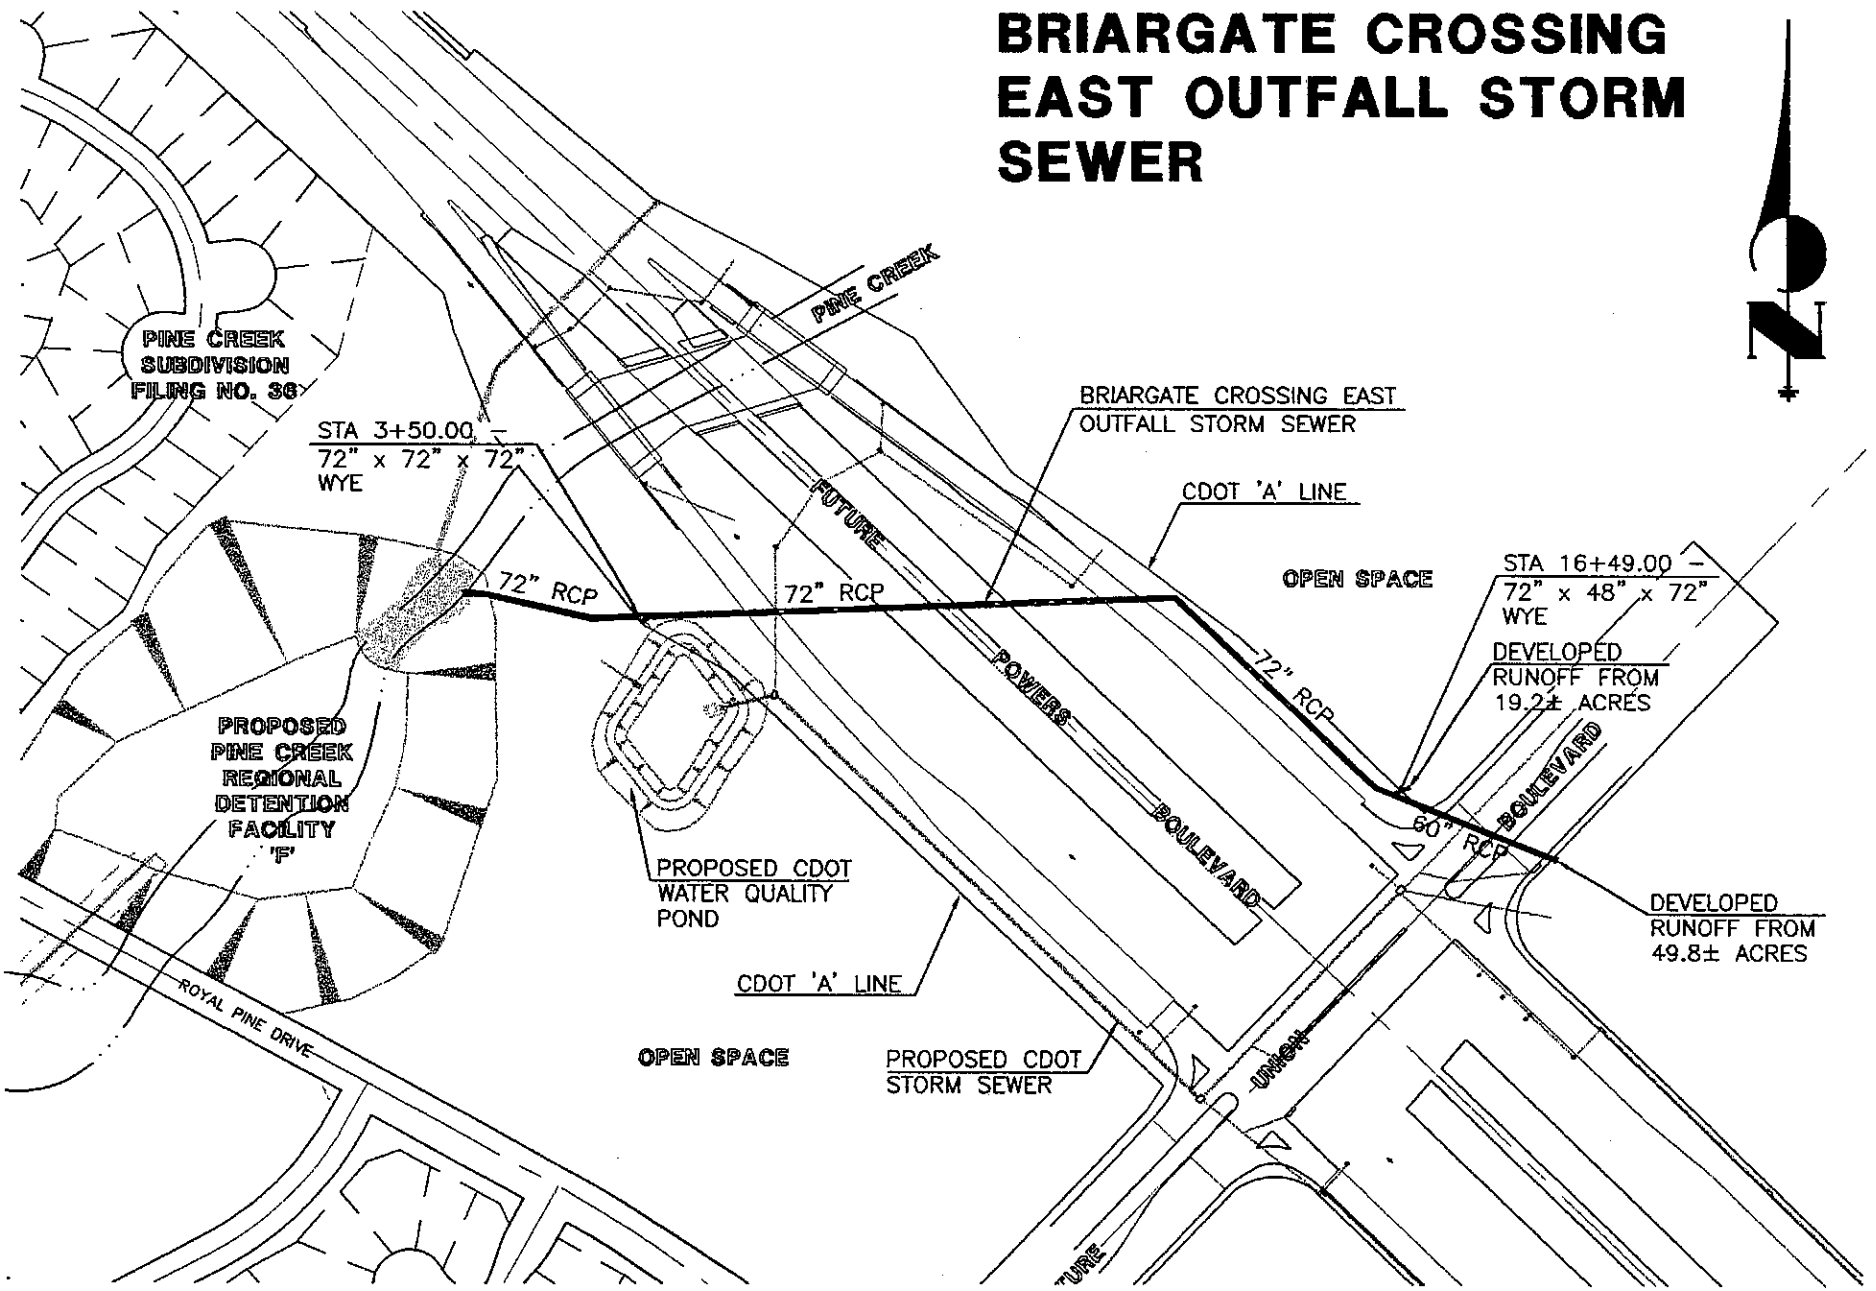 BRIARGATE CROSSING
EAST OUTFALL STORM
SEWER
N
PINE CREEK
PINE CREEK
SUBDIVISION
FILING NO. 36
STA 3+50.00 -
72" x 72" x 72"
WYE
BRIARGATE CROSSING EAST
OUTFALL STORM SEWER
CDOT 'A' LINE
FUTURE
POWERS
BOULEVARD
OPEN SPACE
STA 16+49.00 -
72" x 48" x 72"
WYE
DEVELOPED
RUNOFF FROM
19.2± ACRES
72" RCP
72" RCP
72" RCP
60" RCP
BOULEVARD
UNION
TURE
PROPOSED
PINE CREEK
REGIONAL
DETENTION
FACILITY
'F'
PROPOSED CDOT
WATER QUALITY
POND
DEVELOPED
RUNOFF FROM
49.8± ACRES
CDOT 'A' LINE
ROYAL PINE DRIVE
OPEN SPACE
PROPOSED CDOT
STORM SEWER